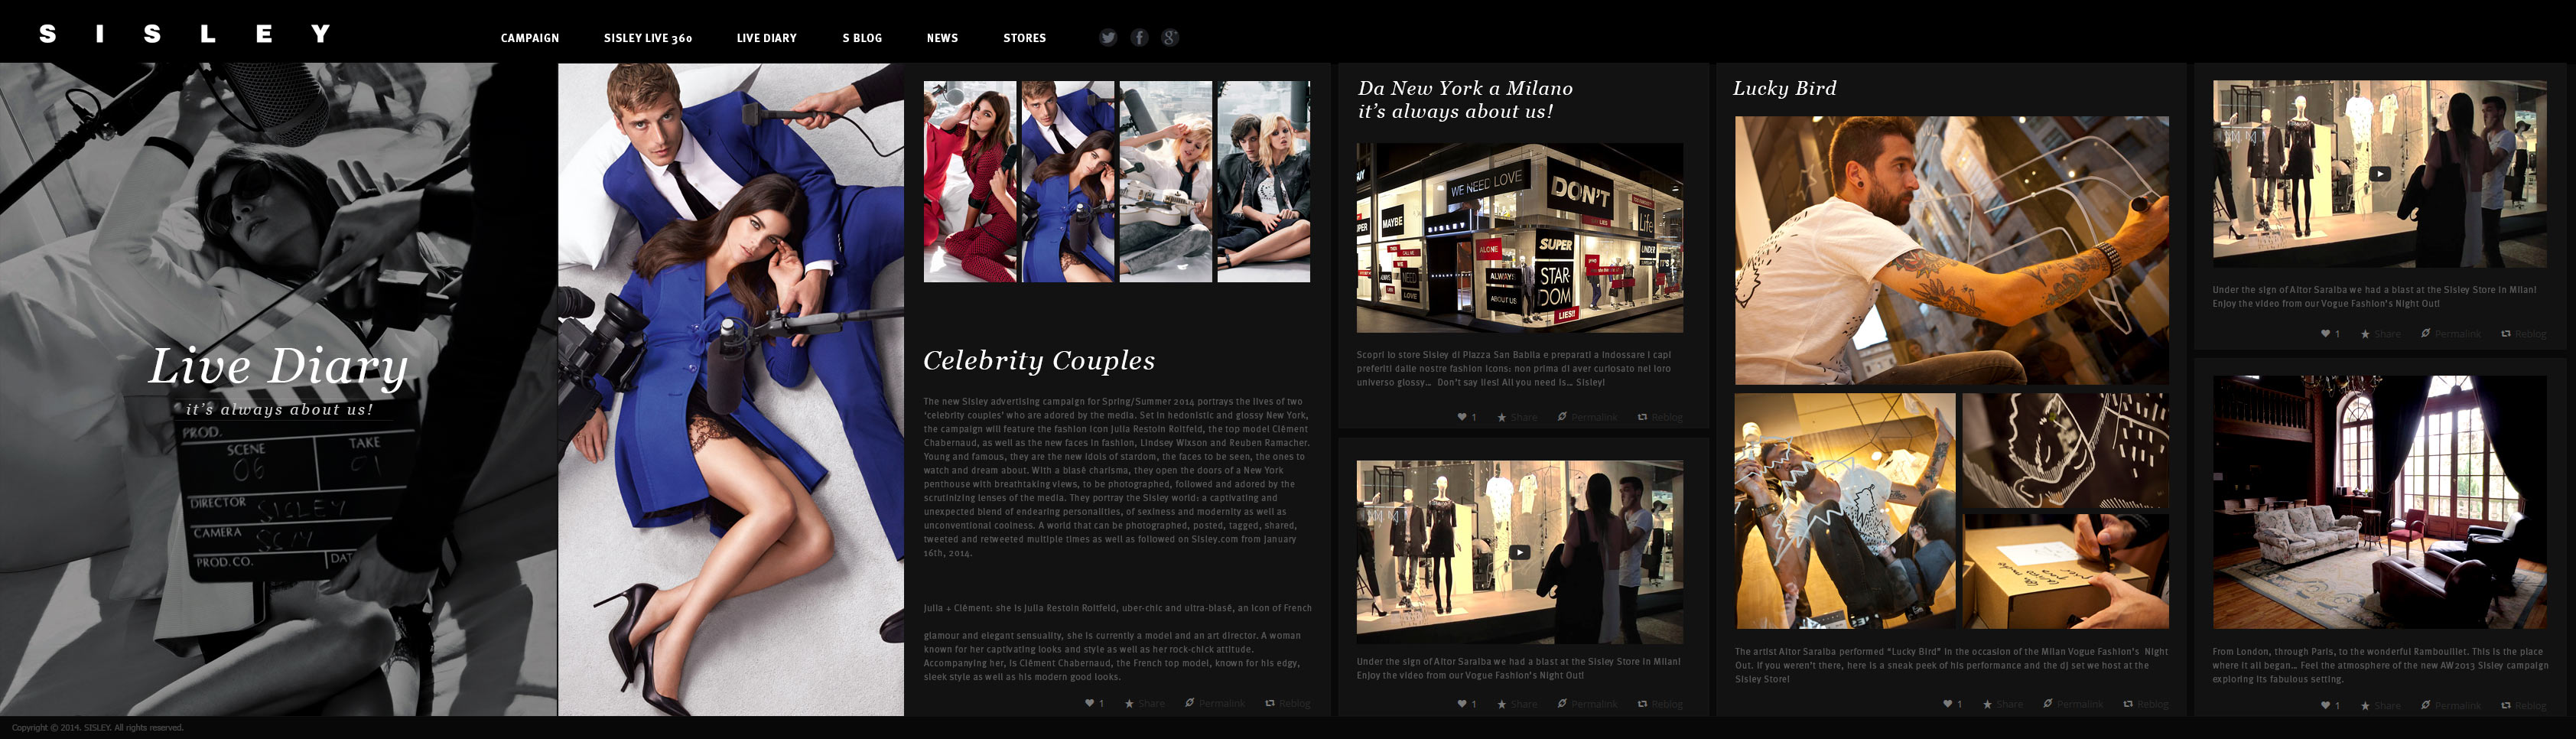 SISLEY
CAMPAIGN
SISLEY LIVE 360
LIVE DIARY
S BLOG
NEWS
STORES
Live Diary
it's always about us!
PROD.
SCENE
06
TAKE
01
DIRECTOR
SISLEY
CAMERA
PROD.CO.
DAT
Celebrity Couples
The new Sisley advertising campaign for Spring/Summer 2014 portrays the lives of two
'celebrity couples' who are adored by the media. Set in hedonistic and glossy New York,
the campaign will feature the fashion icon Julia Restoin Roitfeld, the top model Clément
Chabernaud, as well as the new faces in fashion, Lindsey Wixson and Reuben Ramacher.
Young and famous, they are the new idols of stardom, the faces to be seen, the ones to
watch and dream about. With a blasé charisma, they open the doors of a New York
penthouse with breathtaking views, to be photographed, followed and adored by the
scrutinizing lenses of the media. They portray the Sisley world: a captivating and
unexpected blend of endearing personalities, of sexiness and modernity as well as
unconventional coolness. A world that can be photographed, posted, tagged, shared,
tweeted and retweeted multiple times as well as followed on Sisley.com from January
16th, 2014.
Julia + Clément: she is Julia Restoin Roitfeld, uber-chic and ultra-blasé, an icon of French
glamour and elegant sensuality, she is currently a model and an art director. A woman
known for her captivating looks and style as well as her rock-chick attitude.
Accompanying her, is Clément Chabernaud, the French top model, known for his edgy,
sleek style as well as his modern good looks.
1 Share Permalink Reblog
Da New York a Milano
it's always about us!
WE NEED LOVE
DON'T
LIES
Life
MAYBE
SISLEY
ALONE
SUPER
STAR-
DOM
UNDER
NEED
LOVE
ALWAYS
ABOUT US
IT'S
LIES!!
Scopri lo store Sisley di Piazza San Babila e preparati a indossare i capi
preferiti dalle nostre fashion icons: non prima di aver curiosato nel loro
universo glossy... Don't say lies! All you need is... Sisley!
1 Share Permalink Reblog
Under the sign of Aitor Saraiba we had a blast at the Sisley Store in Milan!
Enjoy the video from our Vogue Fashion's Night Out!
1 Share Permalink Reblog
Lucky Bird
The artist Aitor Saraiba performed "Lucky Bird" in the occasion of the Milan Vogue Fashion's Night
Out. If you weren't there, here is a sneak peek of his performance and the dj set we host at the
Sisley Store!
1 Share Permalink Reblog
Under the sign of Aitor Saraiba we had a blast at the Sisley Store in Milan!
Enjoy the video from our Vogue Fashion's Night Out!
1 Share Permalink Reblog
From London, through Paris, to the wonderful Rambouillet. This is the place
where it all began... Feel the atmosphere of the new AW2013 Sisley campaign
exploring its fabulous setting.
1 Share Permalink Reblog
Copyright © 2014. SISLEY. All rights reserved.